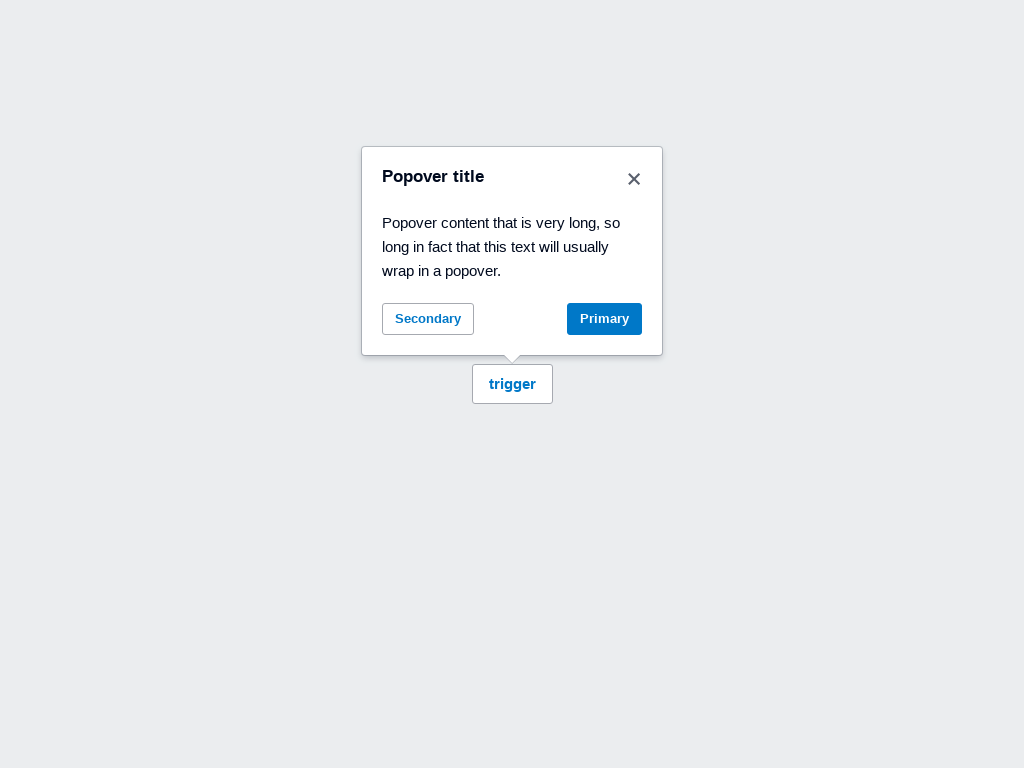 Popover title
Popover content that is very long, so
long in fact that this text will usually
wrap in a popover.
Secondary
Primary
trigger